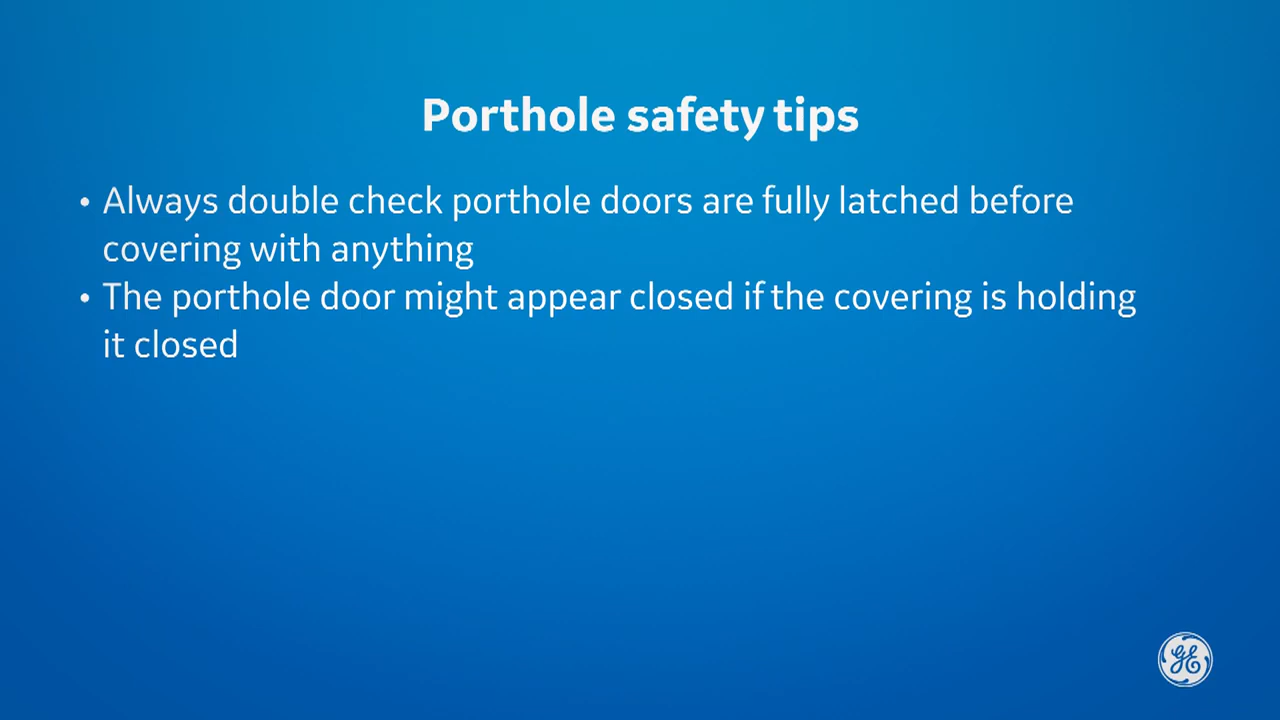 Porthole safety tips
• Always double check porthole doors are fully latched before
covering with anything
• The porthole door might appear closed if the covering is holding
it closed
GE